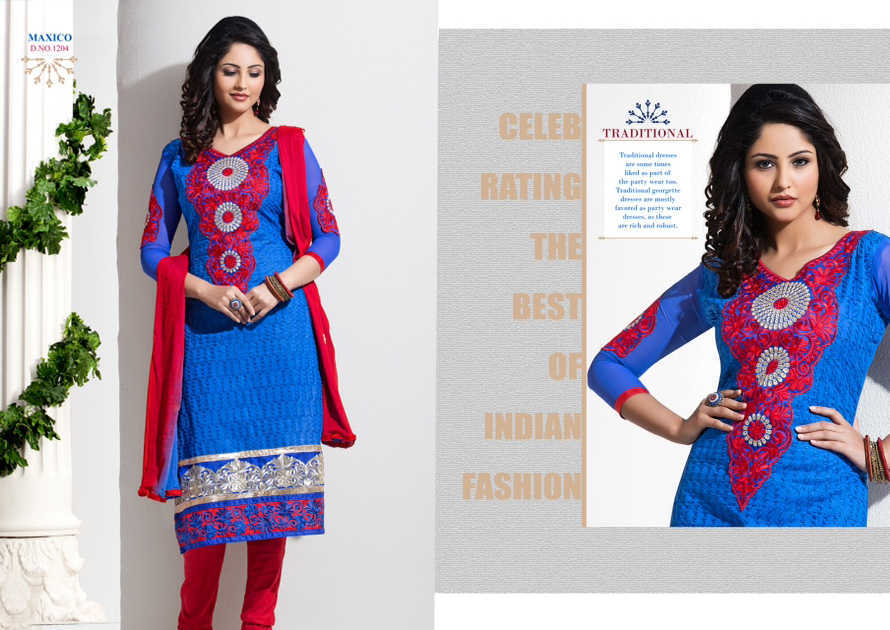 MAXICO
D.NO.1204
CELEB
RATING
THE
BEST
OF
INDIAN
FASHION
TRADITIONAL
Traditional dresses
are some times
liked as part of
the party wear too.
Traditional georgette
dresses are mostly
favored as party wear
dresses, as these
are rich and robust.